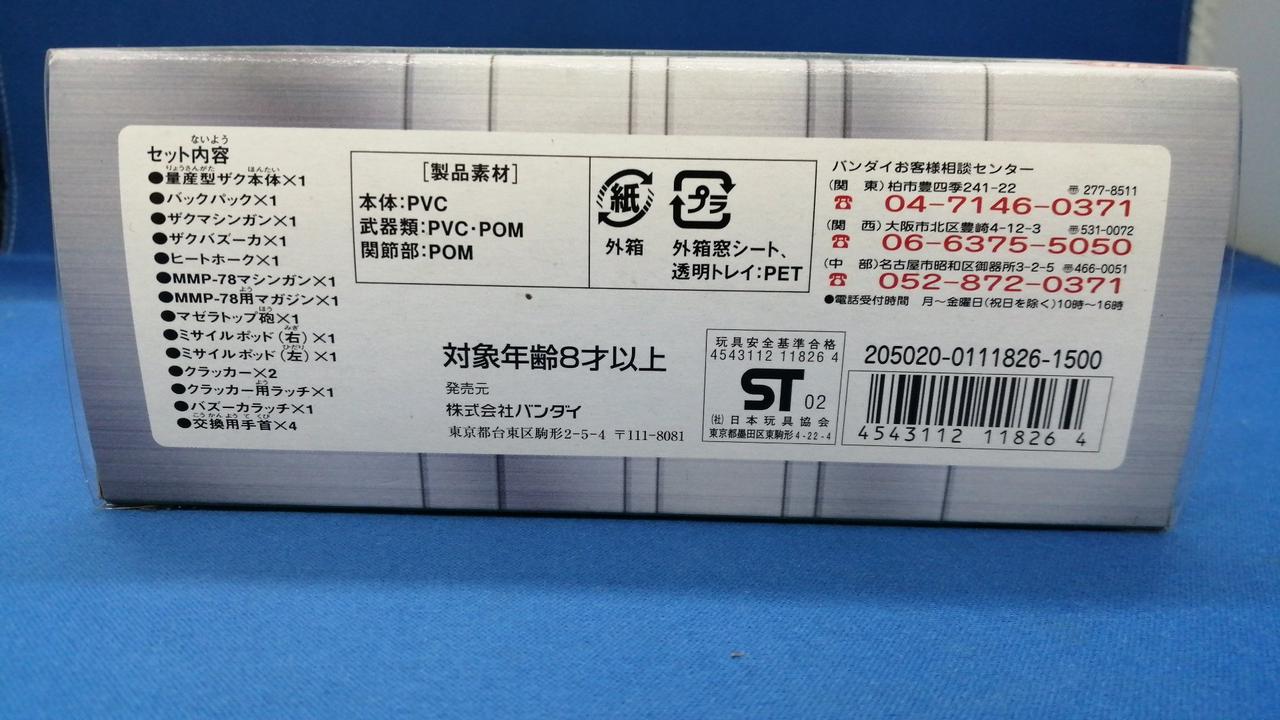 ないよう
セット内容
りょうさんがた ほんたい
●量産型ザク本体×1
●バックパック×1
●ザクマシンガン×1
●ザクバズーカ×1
●ヒートホーク×1
●MMP-78マシンガン×1
よう
●MMP-78用マガジン×1
ほう
●マゼラトップ砲×1
みぎ
●ミサイルポッド(右)×1
ひだり
●ミサイルポッド(左)×1
●クラッカー×2
よう
●クラッカー用ラッチ×1
●バズーカラッチ×1
こうかんようてくび
●交換用手首×4
[製品素材]
本体:PVC
武器類:PVC・POM
関節部:POM
紙
外箱
プラ
外箱窓シート、
透明トレイ:PET
対象年齢8才以上
発売元
株式会社バンダイ
東京都台東区駒形2-5-4 〒111-8081
バンダイお客様相談センター
(関 東)柏市豊四季241-22 〠277-8511
☎ 04-7146-0371
(関 西)大阪市北区豊崎4-12-3 〠531-0072
☎ 06-6375-5050
(中 部)名古屋市昭和区御器所3-2-5 〠466-0051
☎ 052-872-0371
●電話受付時間 月～金曜日(祝日を除く)10時～16時
玩具安全基準合格
4543112 11826 4
ST 02
(社)日本玩具協会
東京都墨田区東駒形4-22-4
205020-0111826-1500
4543112 11826 4